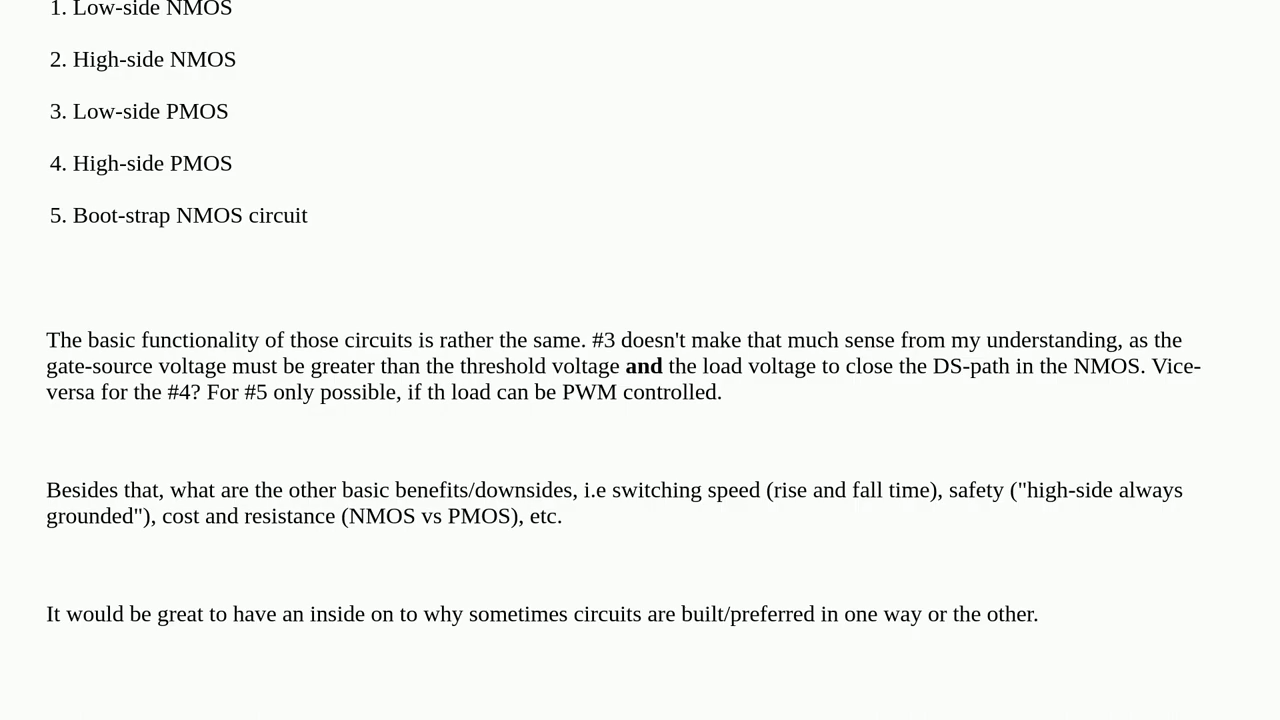 1. Low-side NMOS
2. High-side NMOS
3. Low-side PMOS
4. High-side PMOS
5. Boot-strap NMOS circuit
The basic functionality of those circuits is rather the same. #3 doesn't make that much sense from my understanding, as the
gate-source voltage must be greater than the threshold voltage and the load voltage to close the DS-path in the NMOS. Vice-
versa for the #4? For #5 only possible, if th load can be PWM controlled.
Besides that, what are the other basic benefits/downsides, i.e switching speed (rise and fall time), safety ("high-side always
grounded"), cost and resistance (NMOS vs PMOS), etc.
It would be great to have an inside on to why sometimes circuits are built/preferred in one way or the other.